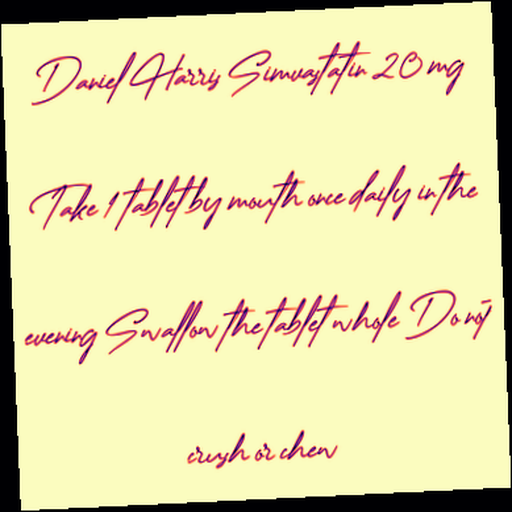 Daniel Harris Simvastatin 20 mg
Take 1 tablet by mouth once daily in the
evening Swallow the tablet whole Do not
crush or chew